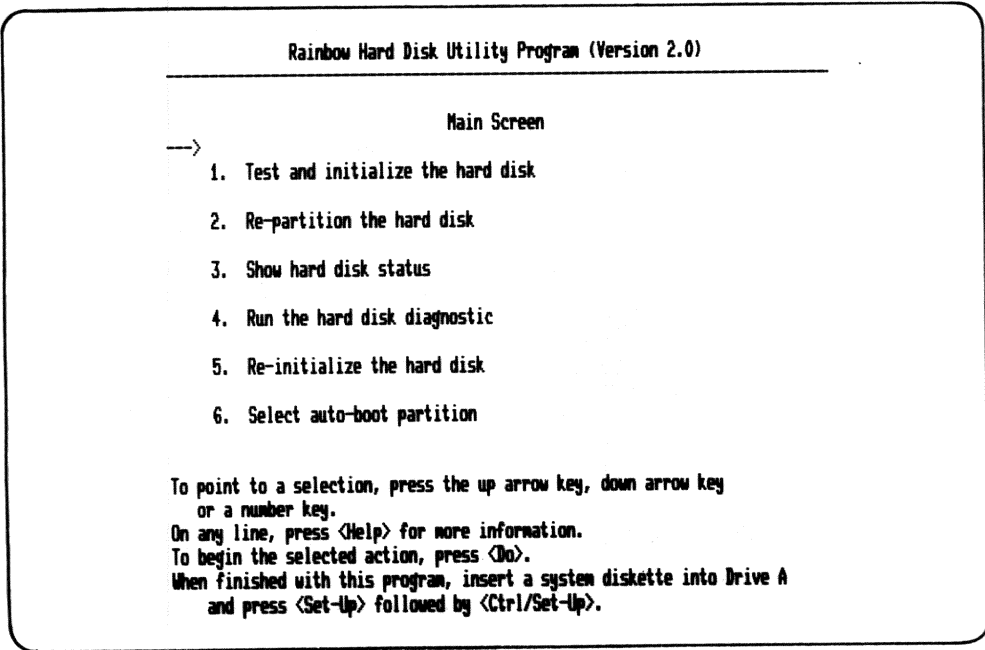 Rainbow Hard Disk Utility Program (Version 2.0)
Main Screen
--->
1. Test and initialize the hard disk
2. Re-partition the hard disk
3. Show hard disk status
4. Run the hard disk diagnostic
5. Re-initialize the hard disk
6. Select auto-boot partition
To point to a selection, press the up arrow key, down arrow key
or a number key.
On any line, press <Help> for more information.
To begin the selected action, press <Do>.
When finished with this program, insert a system diskette into Drive A
and press <Set-Up> followed by <Ctrl/Set-Up>.